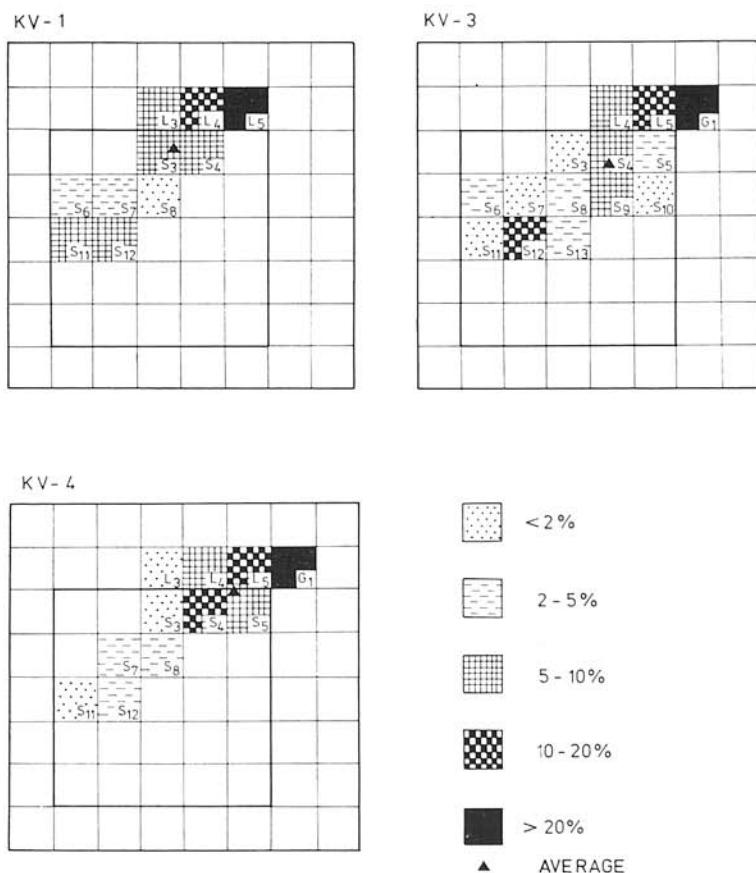 KV-1
L3 L4 L5
S3 S4
S6 S7 S8
S11 S12
KV-3
L4 L5 G1
S3 S4 S5
S6 S7 S8 S9 S10
S11 S12 S13
KV-4
L3 L4 L5 G1
S3 S4 S5
S7 S8
S11 S12
<2%
2-5%
5-10%
10-20%
>20%
AVERAGE